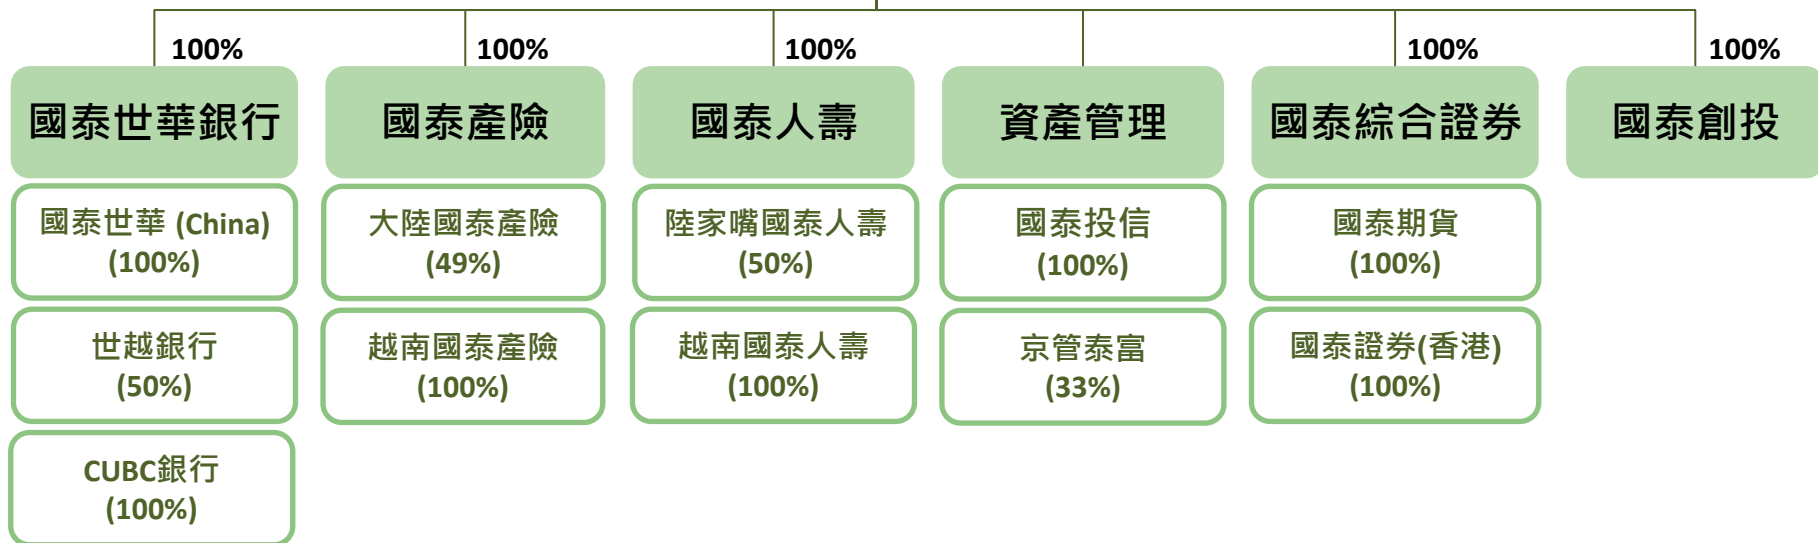 100%
100%
100%
100%
100%
國泰世華銀行
國泰產險
國泰人壽
資產管理
國泰綜合證券
國泰創投
國泰世華 (China)
(100%)
大陸國泰產險
(49%)
陸家嘴國泰人壽
(50%)
國泰投信
(100%)
國泰期貨
(100%)
世越銀行
(50%)
越南國泰產險
(100%)
越南國泰人壽
(100%)
京管泰富
(33%)
國泰證券(香港)
(100%)
CUBC銀行
(100%)